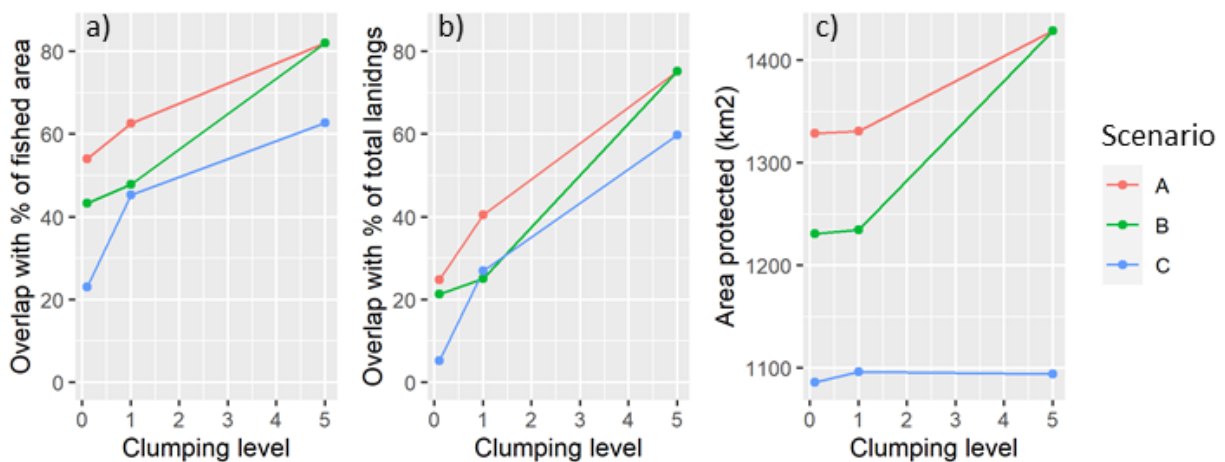 a)
Overlap with % of fished area
80
60
40
20
0
0 1 2 3 4 5
Clumping level
b)
Overlap with % of total lanidngs
80
60
40
20
0
0 1 2 3 4 5
Clumping level
c)
Area protected (km2)
1400
1300
1200
1100
0 1 2 3 4 5
Clumping level
Scenario
A
B
C